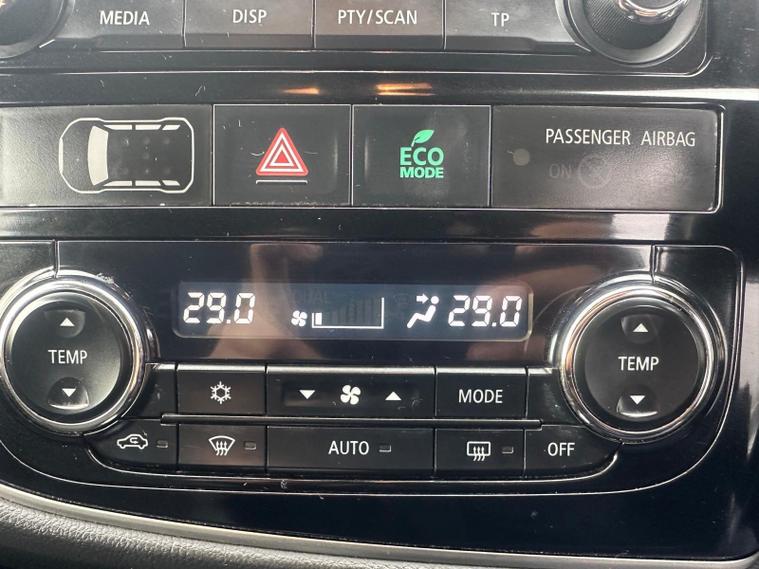 MEDIA DISP PTY/SCAN TP
ECO
MODE
PASSENGER AIRBAG
ON
29.0 29.0
TEMP
TEMP
MODE
AUTO
OFF